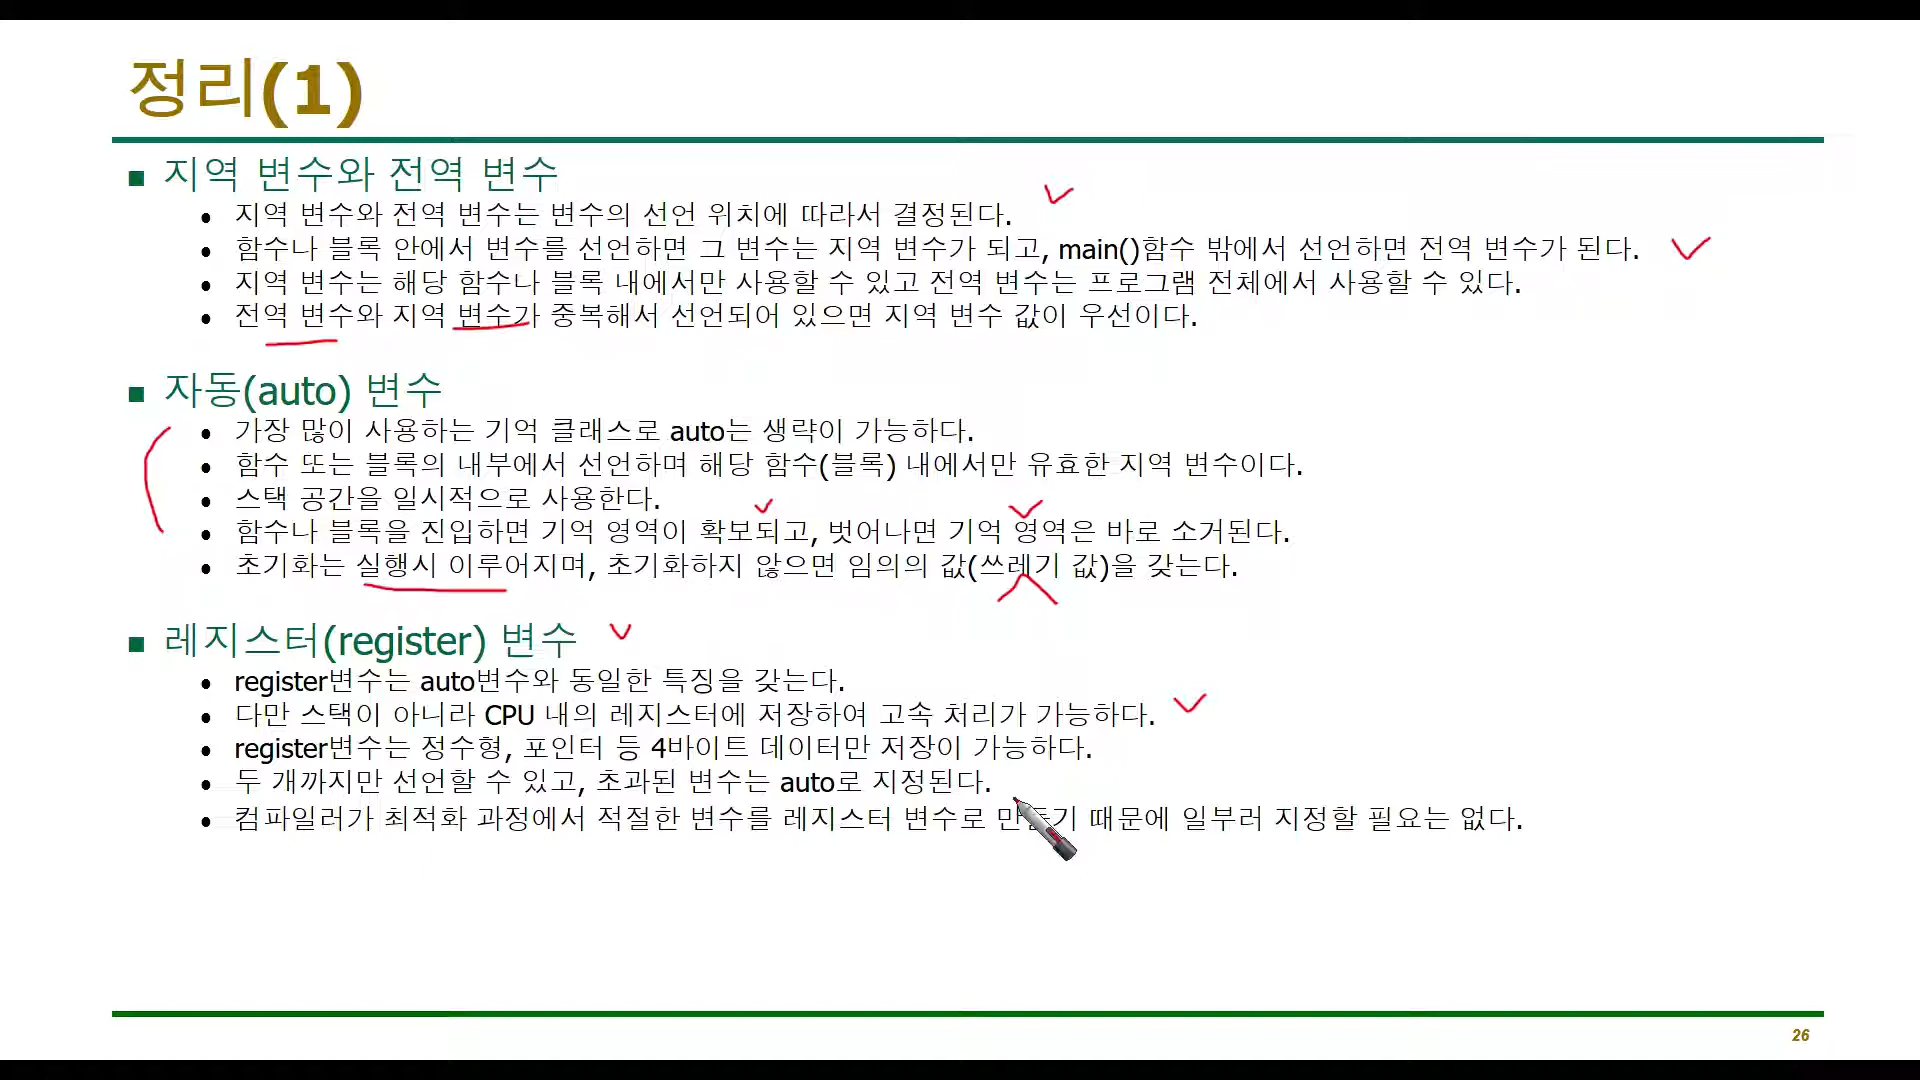 정리(1)
■ 지역 변수와 전역 변수
● 지역 변수와 전역 변수는 변수의 선언 위치에 따라서 결정된다.
● 함수나 블록 안에서 변수를 선언하면 그 변수는 지역 변수가 되고, main()함수 밖에서 선언하면 전역 변수가 된다.
● 지역 변수는 해당 함수나 블록 내에서만 사용할 수 있고 전역 변수는 프로그램 전체에서 사용할 수 있다.
● 전역 변수와 지역 변수가 중복해서 선언되어 있으면 지역 변수 값이 우선이다.
■ 자동(auto) 변수
● 가장 많이 사용하는 기억 클래스로 auto는 생략이 가능하다.
● 함수 또는 블록의 내부에서 선언하며 해당 함수(블록) 내에서만 유효한 지역 변수이다.
● 스택 공간을 일시적으로 사용한다.
● 함수나 블록을 진입하면 기억 영역이 확보되고, 벗어나면 기억 영역은 바로 소거된다.
● 초기화는 실행시 이루어지며, 초기화하지 않으면 임의의 값(쓰레기 값)을 갖는다.
■ 레지스터(register) 변수
● register변수는 auto변수와 동일한 특징을 갖는다.
● 다만 스택이 아니라 CPU 내의 레지스터에 저장하여 고속 처리가 가능하다.
● register변수는 정수형, 포인터 등 4바이트 데이터만 저장이 가능하다.
● 두 개까지만 선언할 수 있고, 초과된 변수는 auto로 지정된다.
● 컴파일러가 최적화 과정에서 적절한 변수를 레지스터 변수로 만들기 때문에 일부러 지정할 필요는 없다.
26